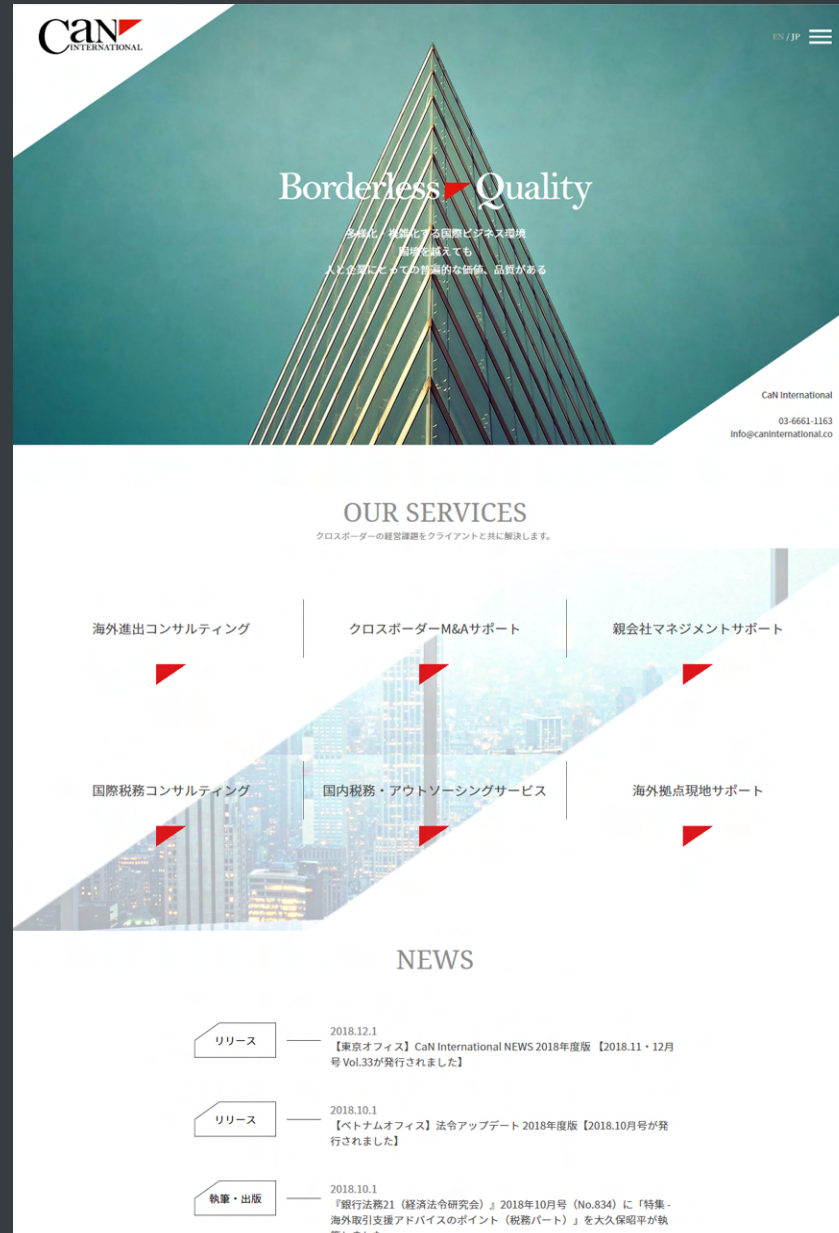 CaN
INTERNATIONAL
EN / JP
Borderless Quality
多様化・複雑化する国際ビジネス環境
国境を越えても
人と企業にとっての普遍的な価値、品質がある
CaN International
03-6661-1163
info@caninternational.co
OUR SERVICES
クロスボーダーの経営課題をクライアントと共に解決します。
海外進出コンサルティング
クロスボーダーM&Aサポート
親会社マネジメントサポート
国際税務コンサルティング
国内税務・アウトソーシングサービス
海外拠点現地サポート
NEWS
リリース
2018.12.1
【東京オフィス】CaN International NEWS 2018年度版 【2018.11・12月
号 Vol.33が発行されました】
リリース
2018.10.1
【ベトナムオフィス】法令アップデート 2018年度版【2018.10月号が発
行されました】
執筆・出版
2018.10.1
『銀行法務21（経済法令研究会）』2018年10月号（No.834）に「特集 -
海外取引支援アドバイスのポイント（税務パート）」を大久保昭平が執